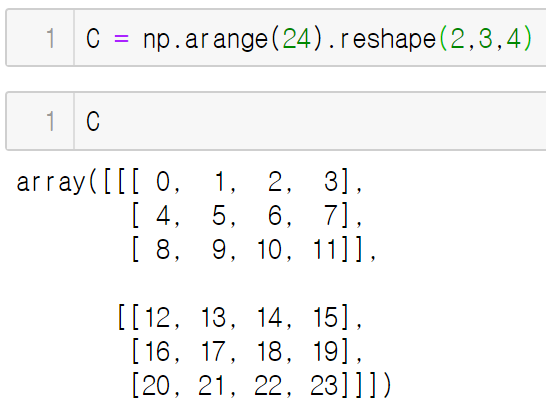 1 C = np.arange(24).reshape(2,3,4)
1 C
array([[[ 0,  1,  2,  3],
        [ 4,  5,  6,  7],
        [ 8,  9, 10, 11]],

       [[12, 13, 14, 15],
        [16, 17, 18, 19],
        [20, 21, 22, 23]]])